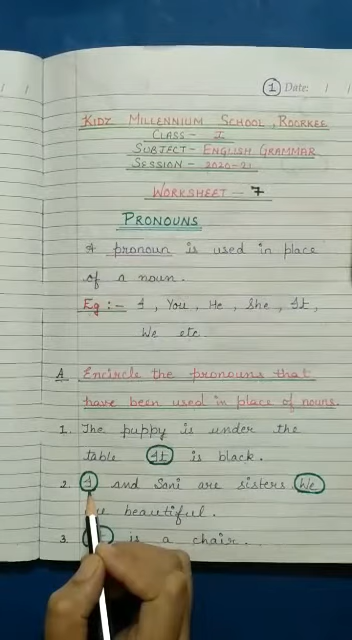 1 Date: / /
KIDZ MILLENNIUM SCHOOL, ROORKEE
CLASS - I
SUBJECT - ENGLISH GRAMMAR
SESSION - 2020-21
WORKSHEET - 7
PRONOUNS
A pronoun is used in place
of a noun.
Eg :- I, You, He, She, It,
We etc
A Encircle the pronouns that
have been used in place of nouns.
1. The puppy is under the
table It is black.
2. I and Soni are sisters. We
beautiful.
3. is a chair.